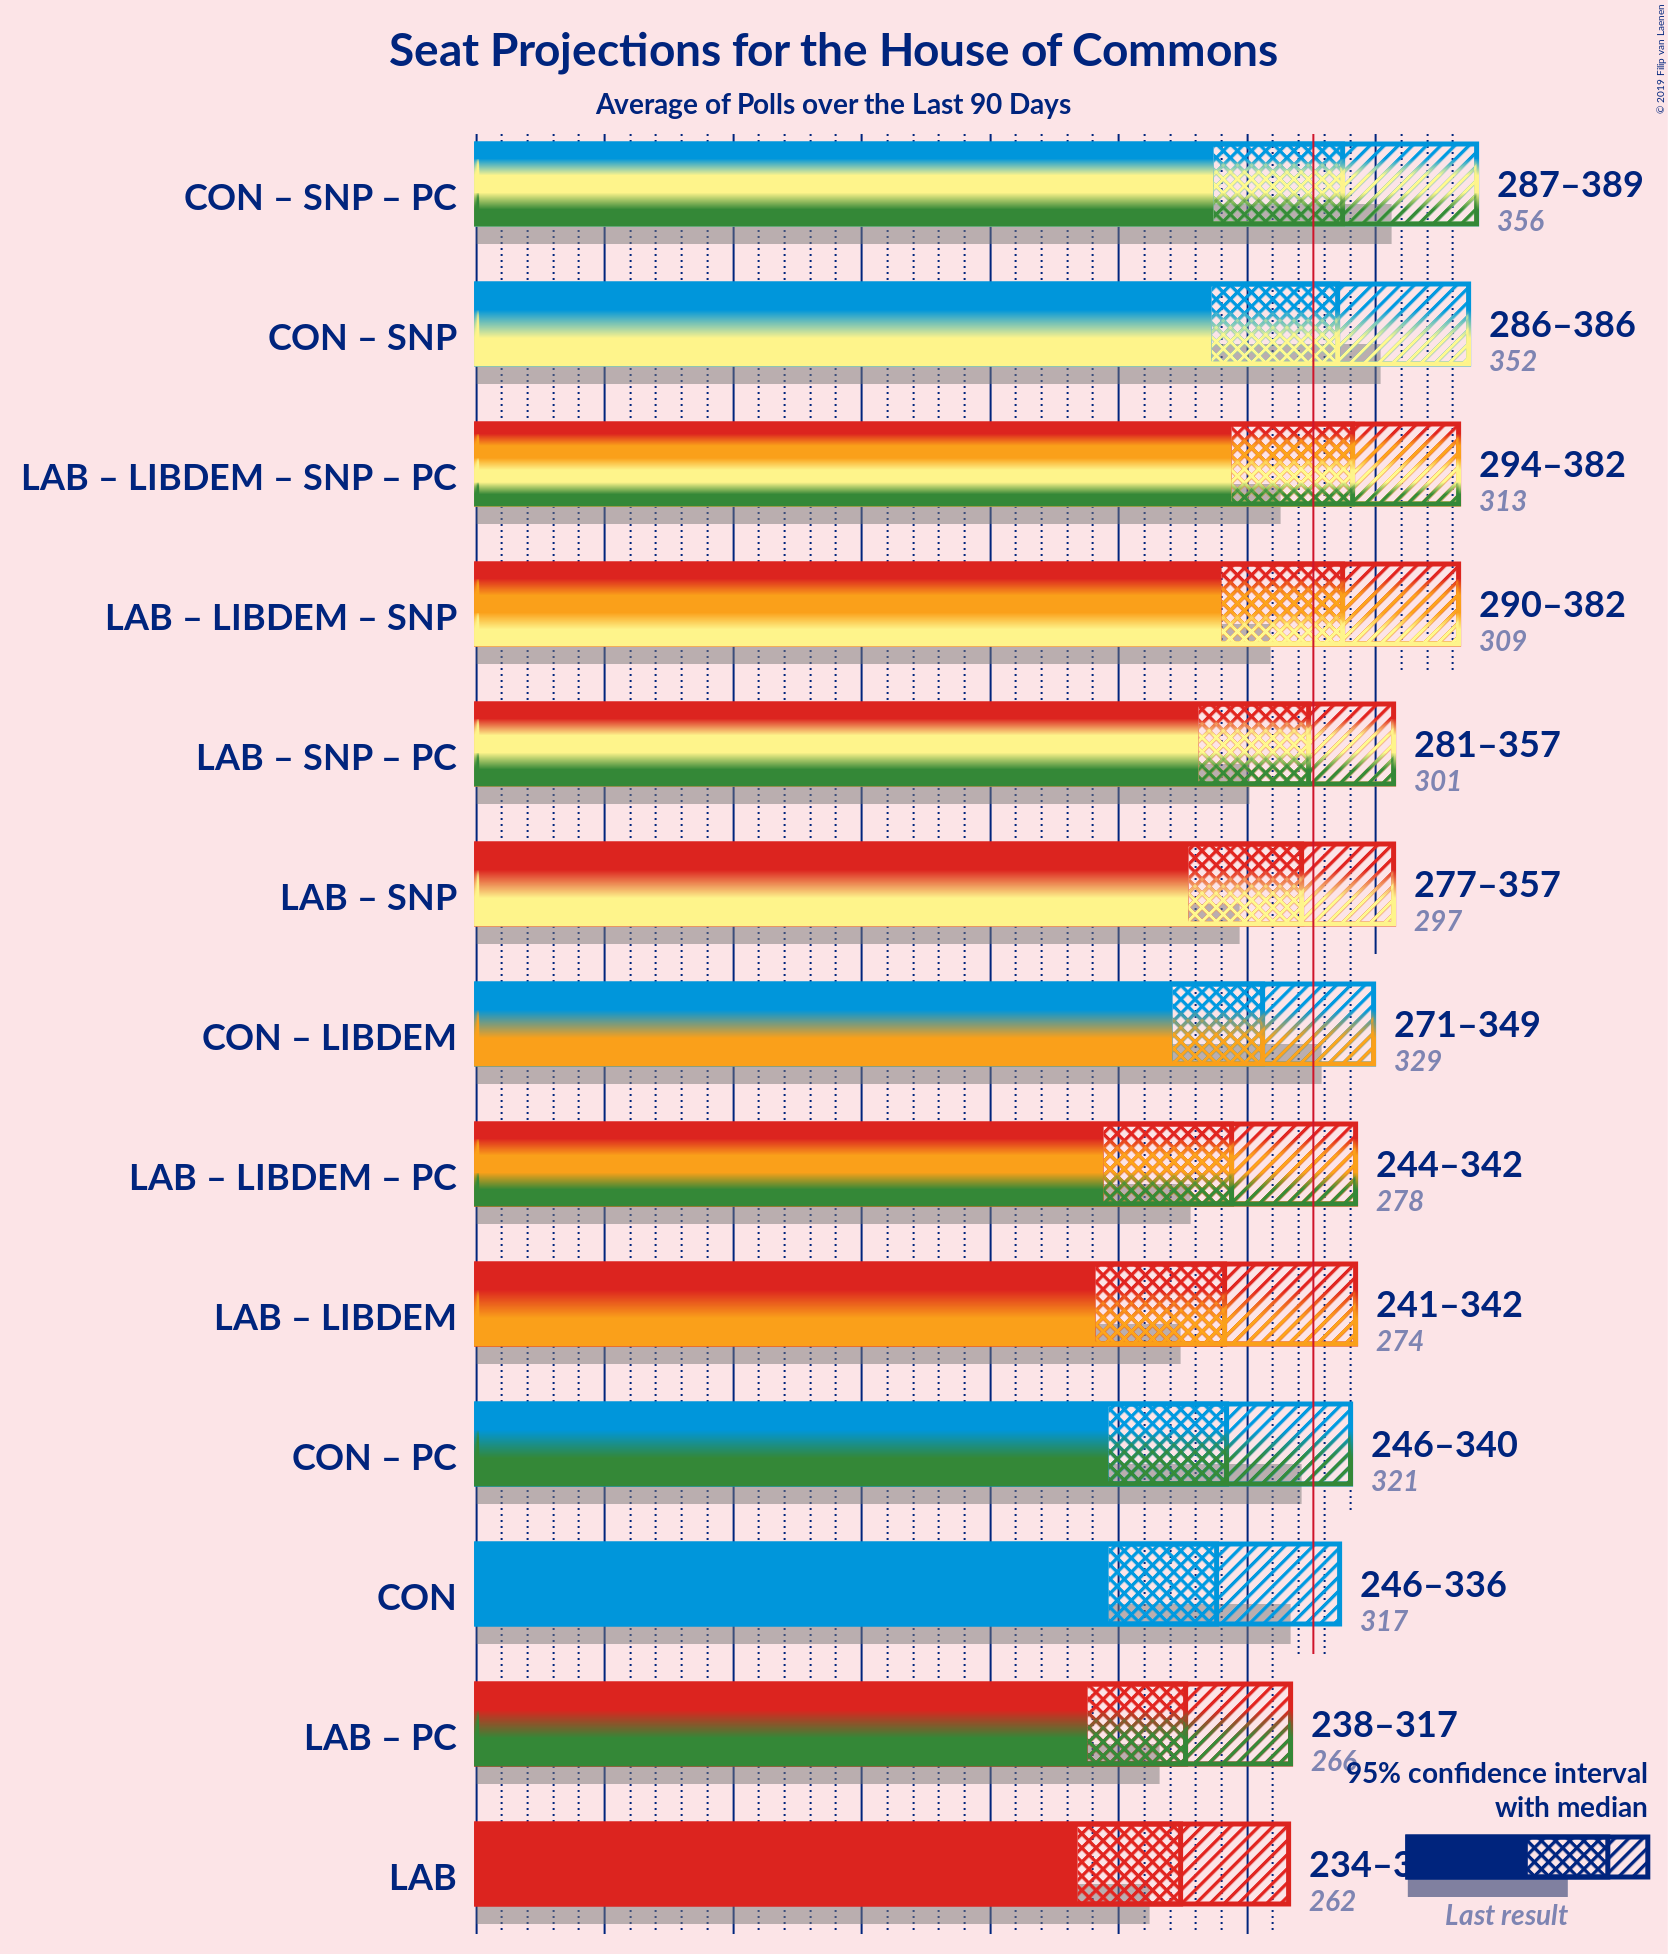 Seat Projections for the House of Commons
Average of Polls over the Last 90 Days
© 2019 Filip van Laenen
CON – SNP – PC
287–389
356
CON – SNP
286–386
352
LAB – LIBDEM – SNP – PC
294–382
313
LAB – LIBDEM – SNP
290–382
309
LAB – SNP – PC
281–357
301
LAB – SNP
277–357
297
CON – LIBDEM
271–349
329
LAB – LIBDEM – PC
244–342
278
LAB – LIBDEM
241–342
274
CON – PC
246–340
321
CON
246–336
317
LAB – PC
238–317
266
95% confidence interval
with median
LAB
234–3
262
Last result